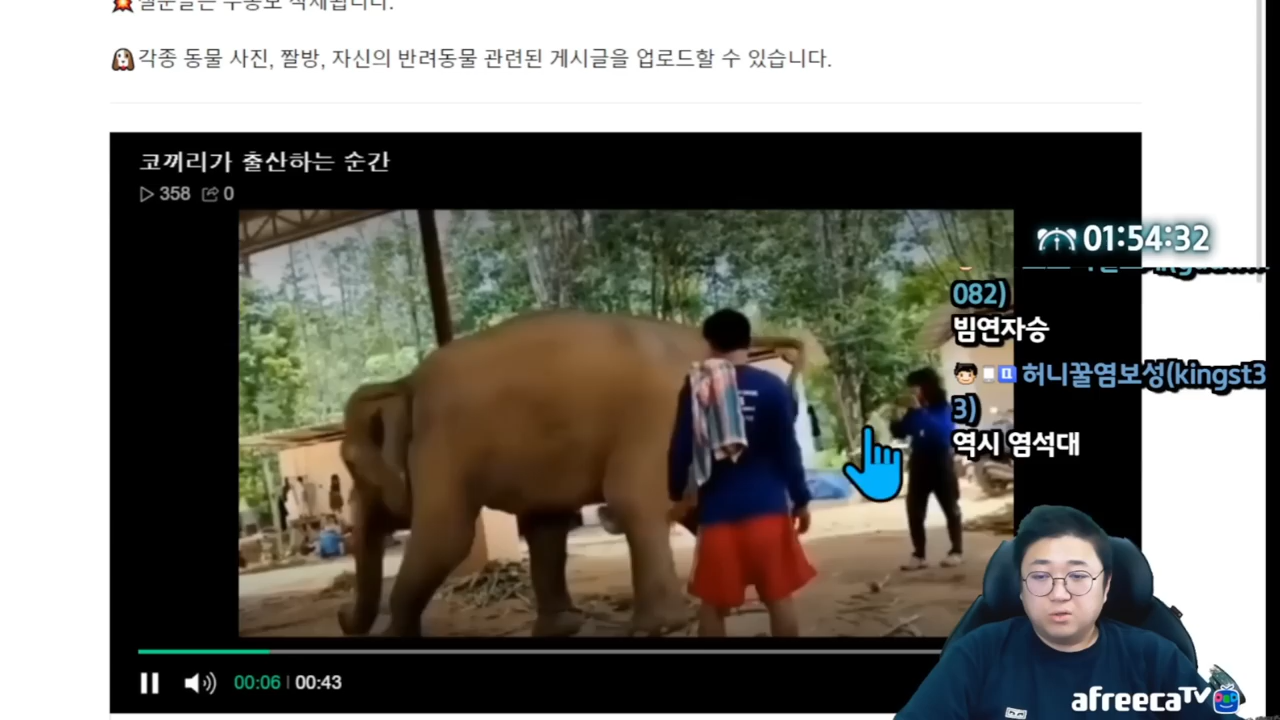 각종 동물 사진, 짤방, 자신의 반려동물 관련된 게시글을 업로드할 수 있습니다.
코끼리가 출산하는 순간
358 0
01:54:32
082)
빔연자승
허니꿀염보성(kingst3
3)
역시 염석대
00:06 | 00:43
afreecaTV